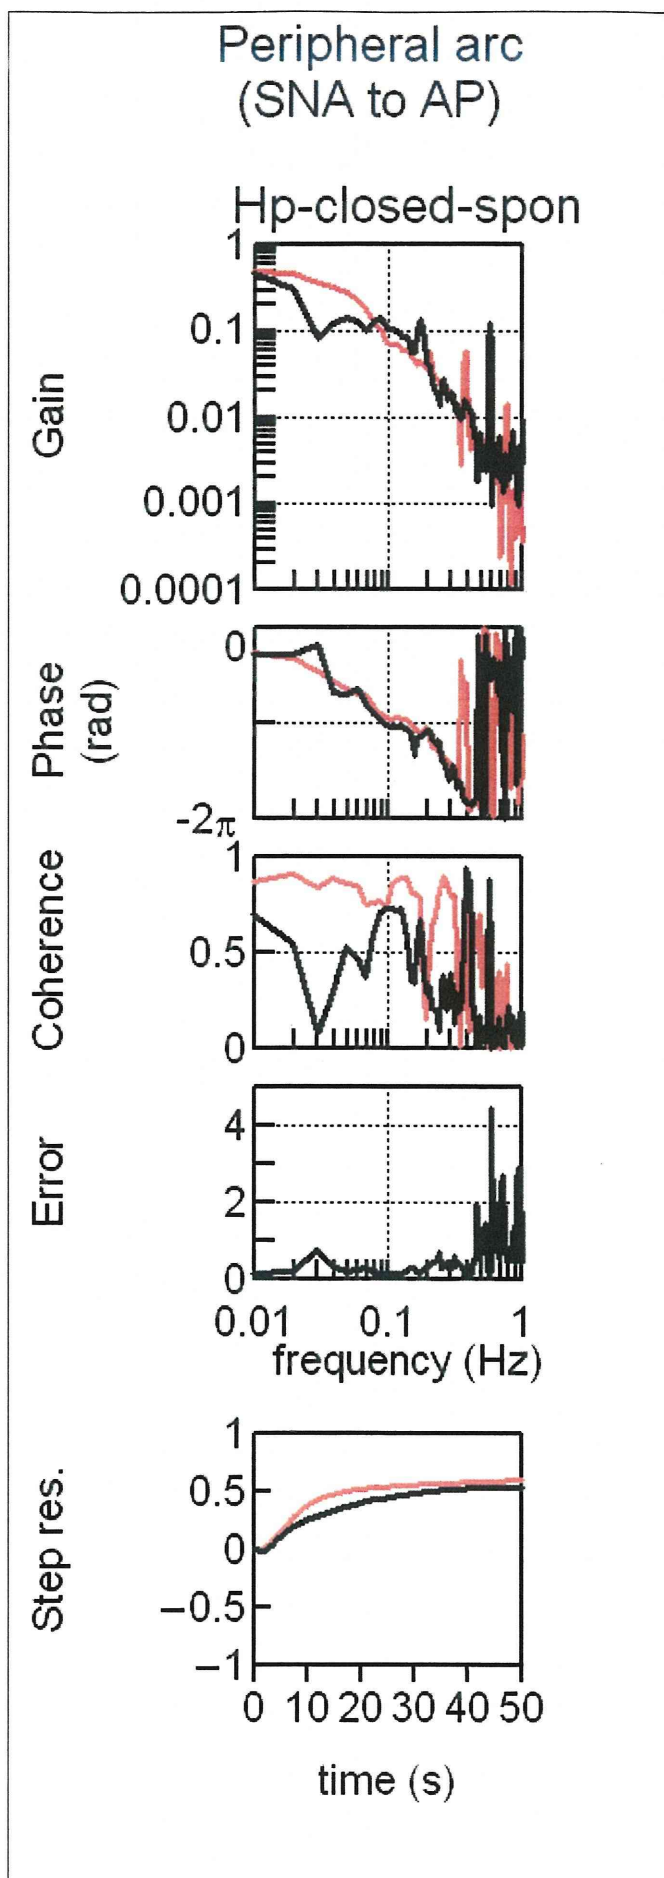 Peripheral arc
(SNA to AP)
Hp-closed-spon
Gain
1
0.1
0.01
0.001
0.0001
Phase
(rad)
0
-2π
Coherence
1
0.5
0
Error
4
2
0
0.01 0.1 1
frequency (Hz)
Step res.
1
0.5
0
–0.5
–1
0 10 20 30 40 50
time (s)